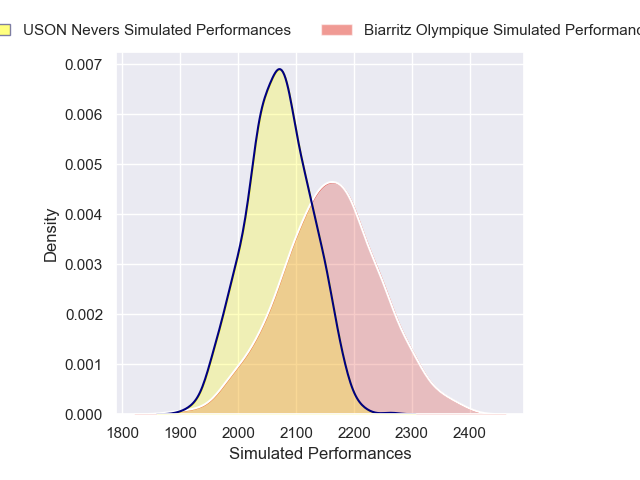 USON Nevers Simulated Performances
Biarritz Olympique Simulated
0.007
0.006
0.005
0.004
0.003
0.002
0.001
0.000
Density
1800 1900 2000 2100 2200 2300 2400
Simulated Performances